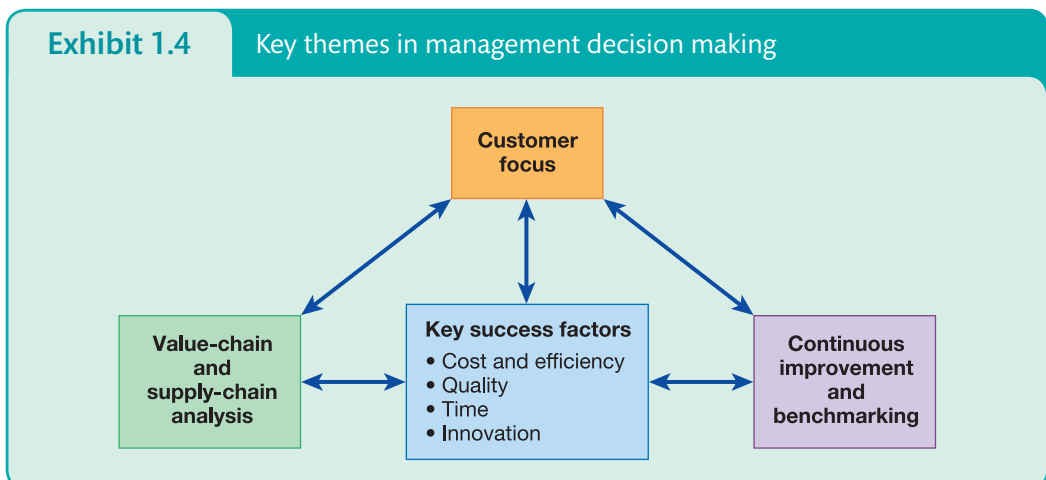 Exhibit 1.4
Key themes in management decision making
Customer
focus
Value-chain
and
supply-chain
analysis
Key success factors
• Cost and efficiency
• Quality
• Time
• Innovation
Continuous
improvement
and
benchmarking